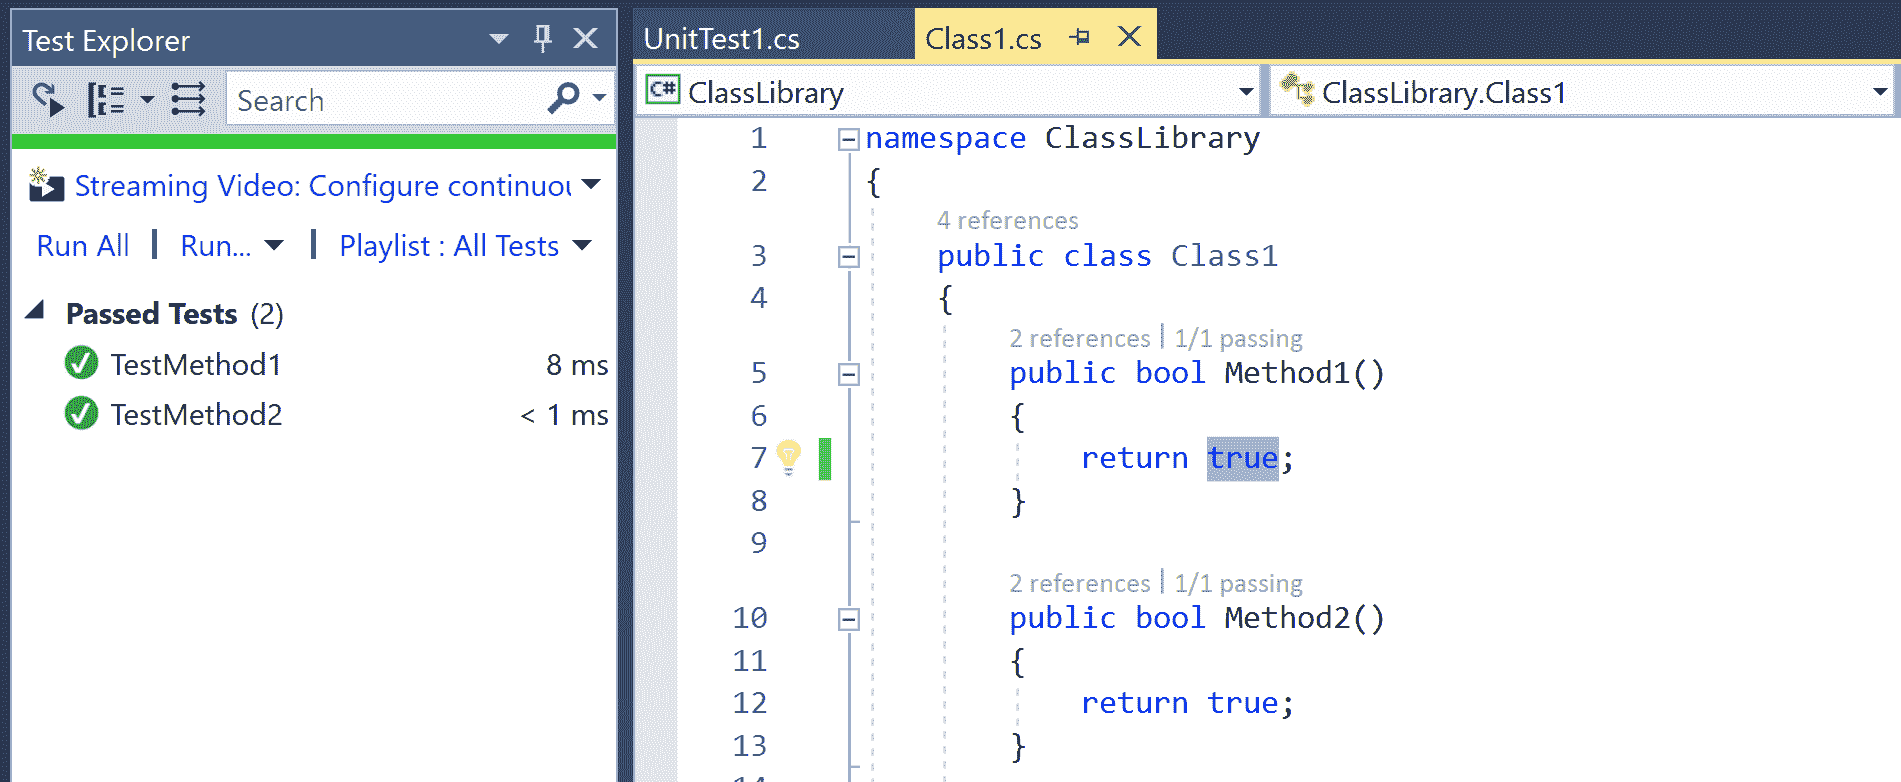 Test Explorer
Search
Streaming Video: Configure continuou
Run All | Run... | Playlist : All Tests
Passed Tests (2)
TestMethod1 8 ms
TestMethod2 < 1 ms
UnitTest1.cs Class1.cs
C# ClassLibrary ClassLibrary.Class1
1 namespace ClassLibrary
2 {
4 references
3 public class Class1
4 {
2 references | 1/1 passing
5 public bool Method1()
6 {
7 return true;
8 }
9
2 references | 1/1 passing
10 public bool Method2()
11 {
12 return true;
13 }